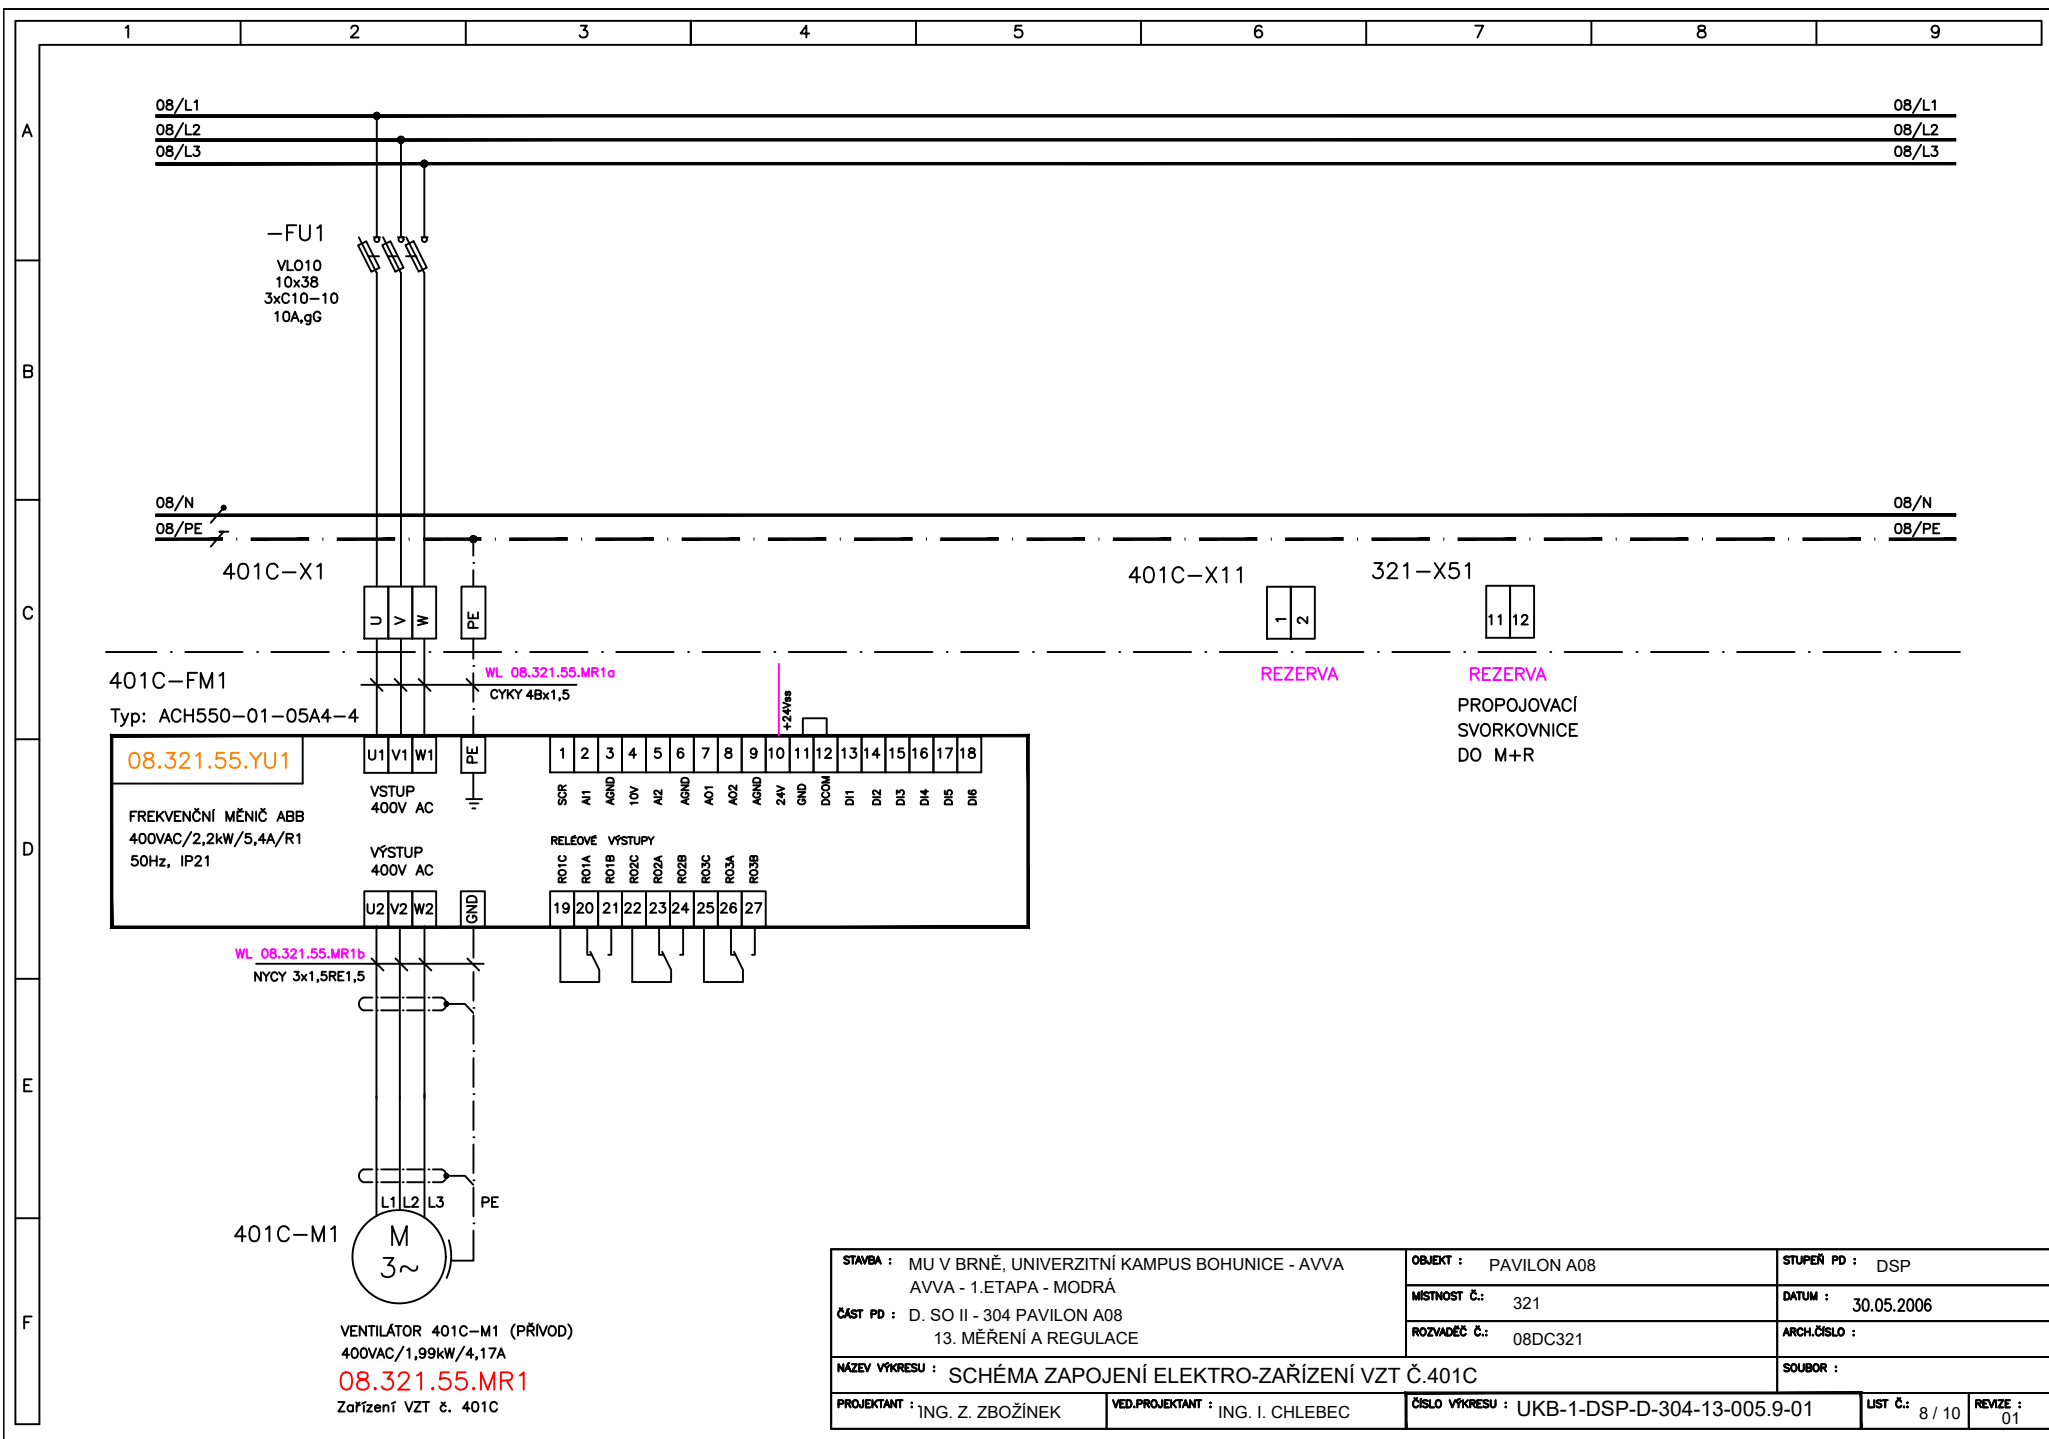 1 2 3 4 5 6 7 8 9
A
B
C
D
E
F
08/L1 08/L1
08/L2 08/L2
08/L3 08/L3
-FU1
VLO10
10x38
3xC10-10
10A,gG
08/N 08/N
08/PE 08/PE
401C-X1 401C-X11 321-X51
U V W PE 1 2 11 12
WL 08.321.55.MR1a
CYKY 4Bx1,5
REZERVA REZERVA
PROPOJOVACÍ
SVORKOVNICE
DO M+R
401C-FM1
Typ: ACH550-01-05A4-4
+24Vss
08.321.55.YU1
U1 V1 W1 PE
1 2 3 4 5 6 7 8 9 10 11 12 13 14 15 16 17 18
SCR AI1 AGND 10V AI2 AGND AO1 AO2 AGND 24V GND DCOM DI1 DI2 DI3 DI4 DI5 DI6
VSTUP
400V AC
FREKVENČNÍ MĚNIČ ABB
400VAC/2,2kW/5,4A/R1
50Hz, IP21
VÝSTUP
400V AC
RELÉOVÉ VÝSTUPY
RO1C RO1A RO1B RO2C RO2A RO2B RO3C RO3A RO3B
U2 V2 W2 GND
19 20 21 22 23 24 25 26 27
WL 08.321.55.MR1b
NYCY 3x1,5RE1,5
L1 L2 L3 PE
401C-M1
M
3~
VENTILÁTOR 401C-M1 (PŘÍVOD)
400VAC/1,99kW/4,17A
08.321.55.MR1
Zařízení VZT č. 401C
STAVBA : MU V BRNĚ, UNIVERZITNÍ KAMPUS BOHUNICE - AVVA
AVVA - 1.ETAPA - MODRÁ
ČÁST PD : D. SO II - 304 PAVILON A08
13. MĚŘENÍ A REGULACE
OBJEKT : PAVILON A08
STUPEŇ PD : DSP
MÍSTNOST Č.: 321
DATUM : 30.05.2006
ROZVADĚČ Č.: 08DC321
ARCH.ČÍSLO :
NÁZEV VÝKRESU : SCHÉMA ZAPOJENÍ ELEKTRO-ZAŘÍZENÍ VZT Č.401C
SOUBOR :
PROJEKTANT : ING. Z. ZBOŽÍNEK
VED.PROJEKTANT : ING. I. CHLEBEC
ČÍSLO VÝKRESU : UKB-1-DSP-D-304-13-005.9-01
LIST Č.: 8 / 10
REVIZE : 01